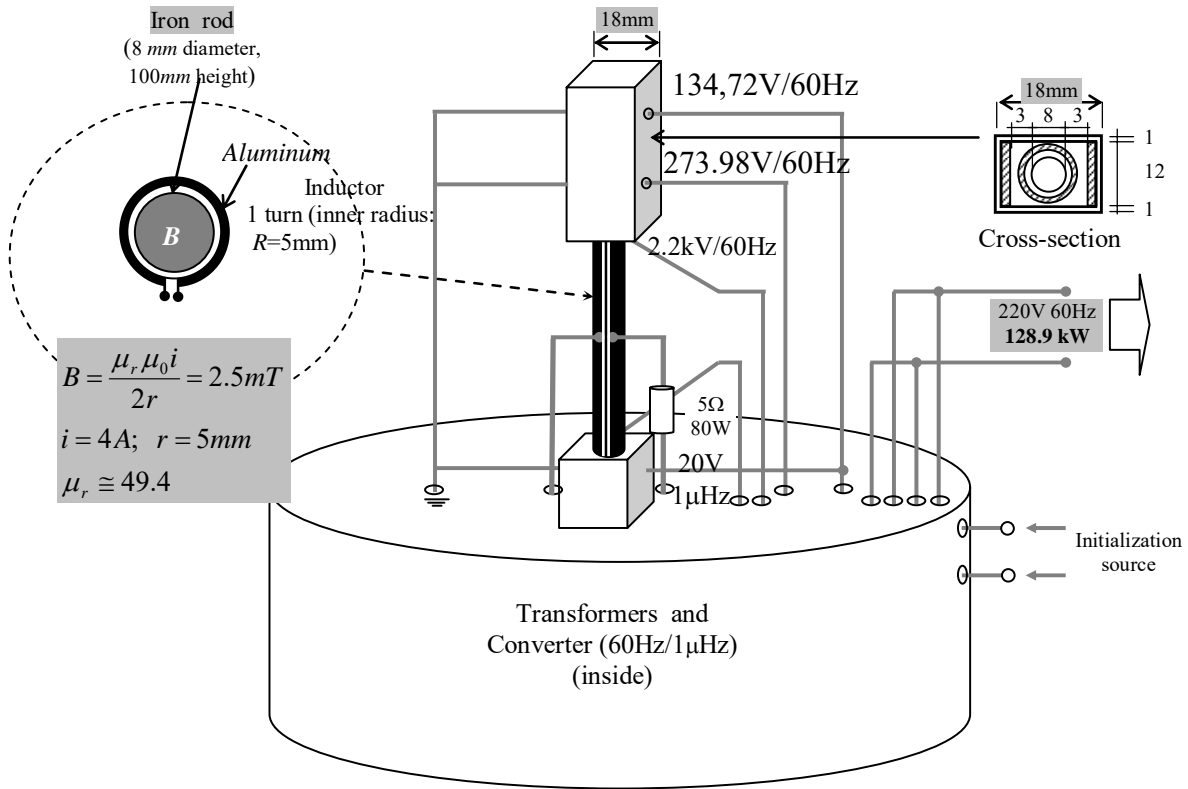 Iron rod
(8 mm diameter,
100mm height)
Aluminum
B
Inductor
1 turn (inner radius:
R=5mm)
B = μrμ0i / 2r = 2.5mT
i = 4A; r = 5mm
μr ≅ 49.4
18mm
134,72V/60Hz
273.98V/60Hz
2.2kV/60Hz
5Ω
80W
20V
1μHz
18mm
3 8 3
1
12
1
Cross-section
220V 60Hz
128.9 kW
Initialization
source
Transformers and
Converter (60Hz/1μHz)
(inside)